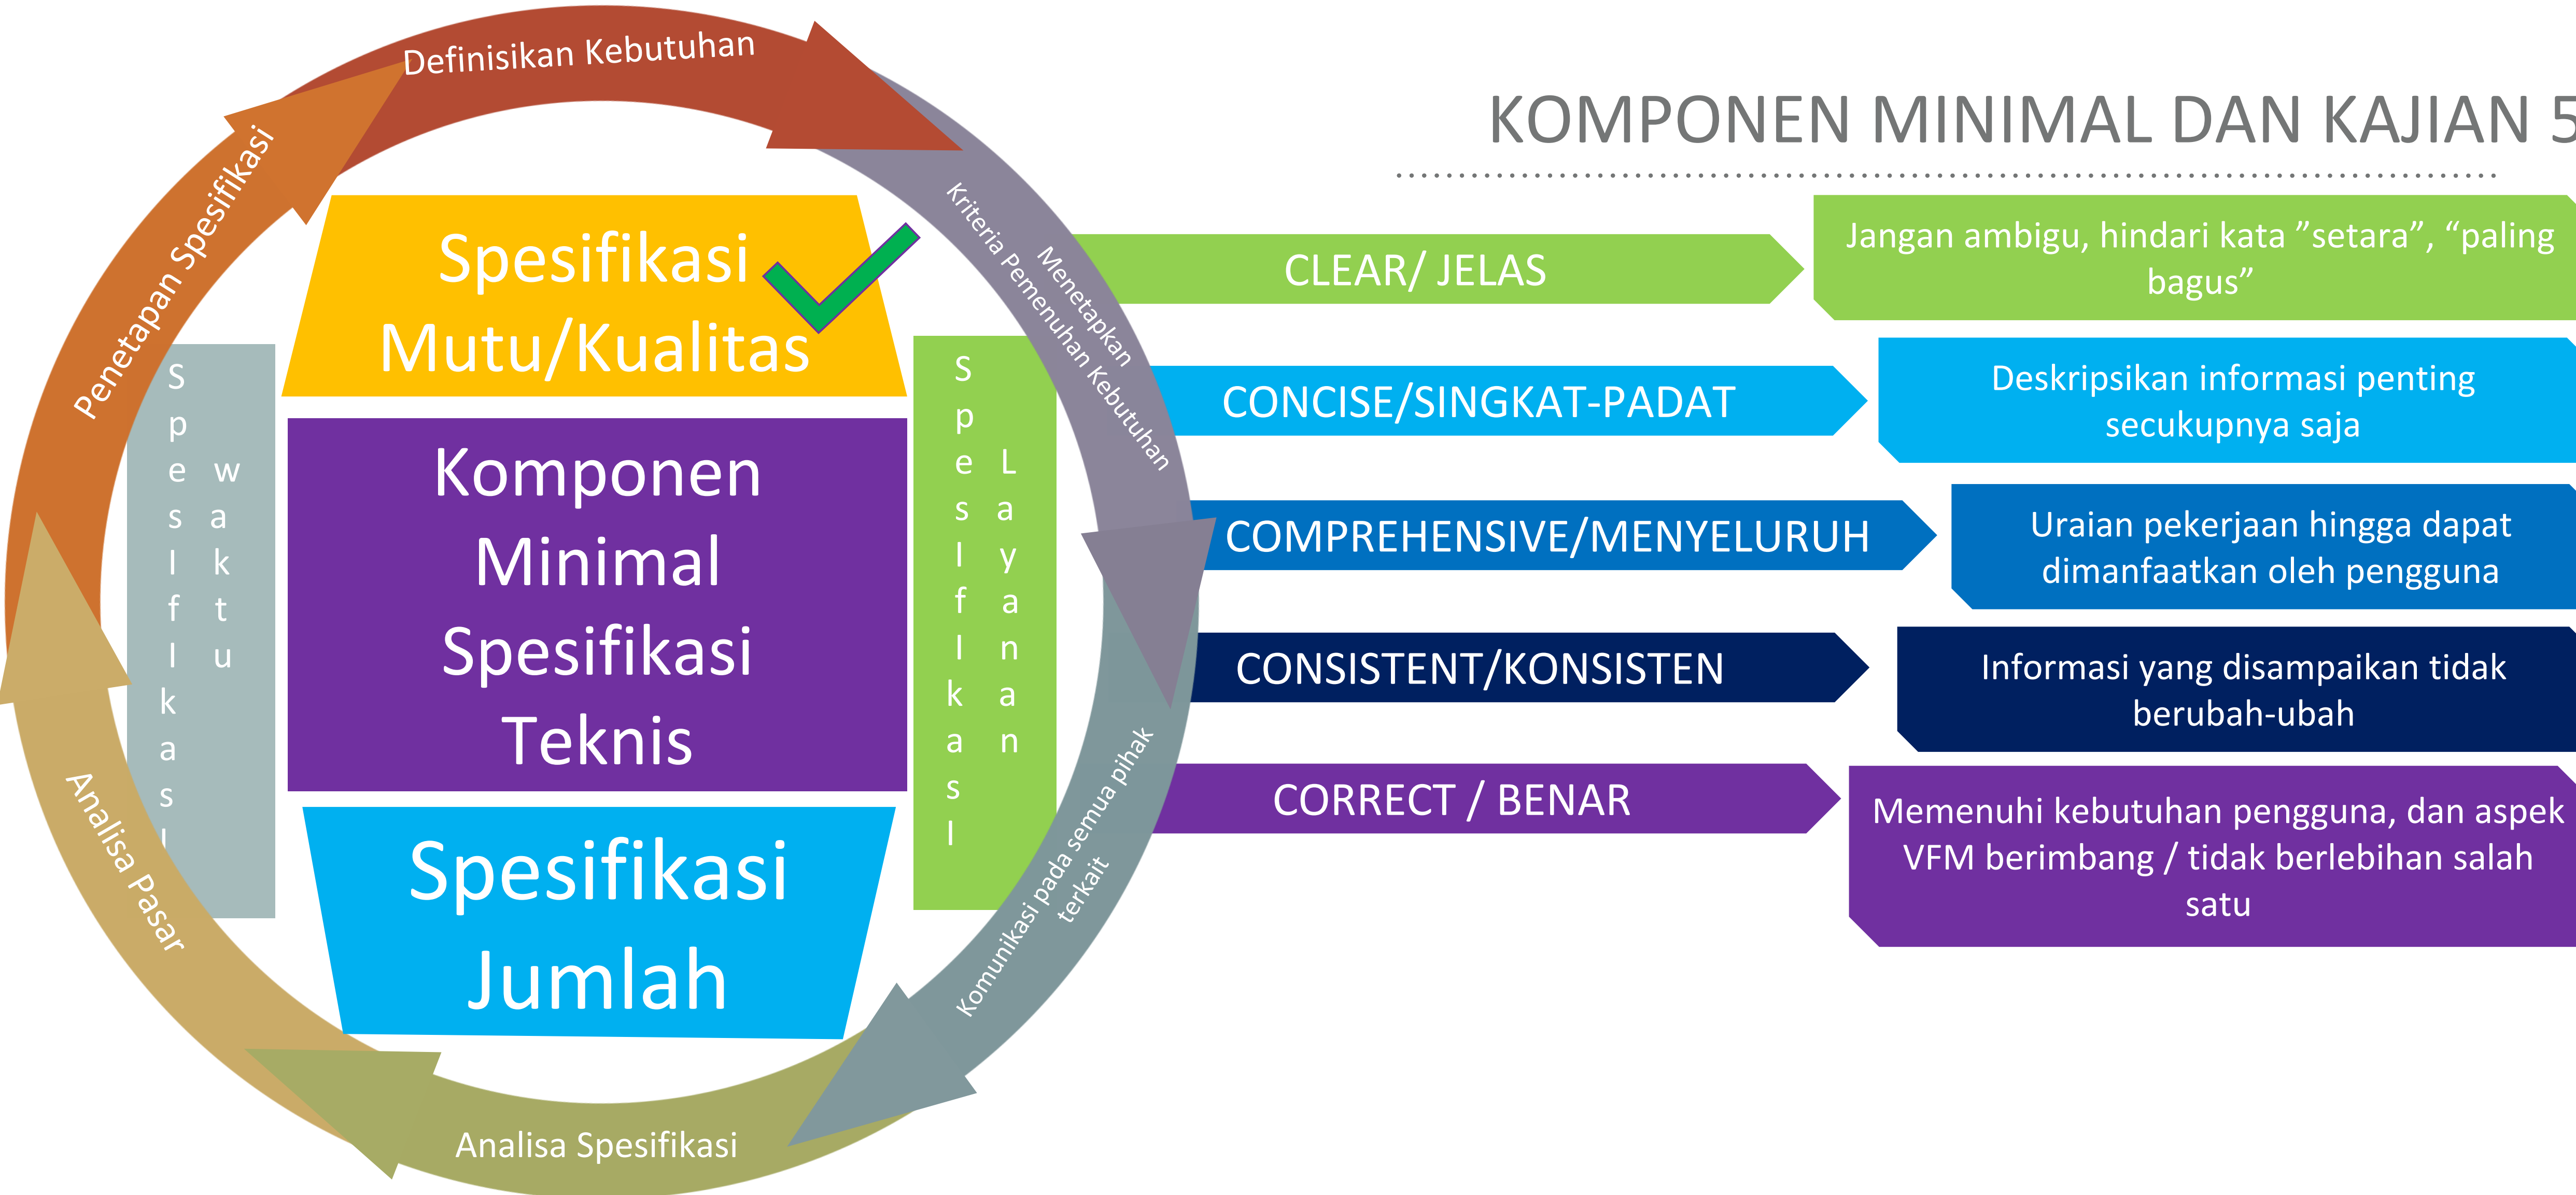 KOMPONEN MINIMAL DAN KAJIAN 5
Definisikan Kebutuhan
Menetapkan
Kriteria Pemenuhan Kebutuhan
Komunikasi pada semua pihak
terkait
Analisa Spesifikasi
Analisa Pasar
Penetapan Spesifikasi
Spesifikasi
Mutu/Kualitas
SpesIfIkasI
waktu
Komponen
Minimal
Spesifikasi
Teknis
SpesIfIkasI
Layanan
Spesifikasi
Jumlah
CLEAR/ JELAS
Jangan ambigu, hindari kata ”setara”, “paling
bagus”
CONCISE/SINGKAT-PADAT
Deskripsikan informasi penting
secukupnya saja
COMPREHENSIVE/MENYELURUH
Uraian pekerjaan hingga dapat
dimanfaatkan oleh pengguna
CONSISTENT/KONSISTEN
Informasi yang disampaikan tidak
berubah-ubah
CORRECT / BENAR
Memenuhi kebutuhan pengguna, dan aspek
VFM berimbang / tidak berlebihan salah
satu